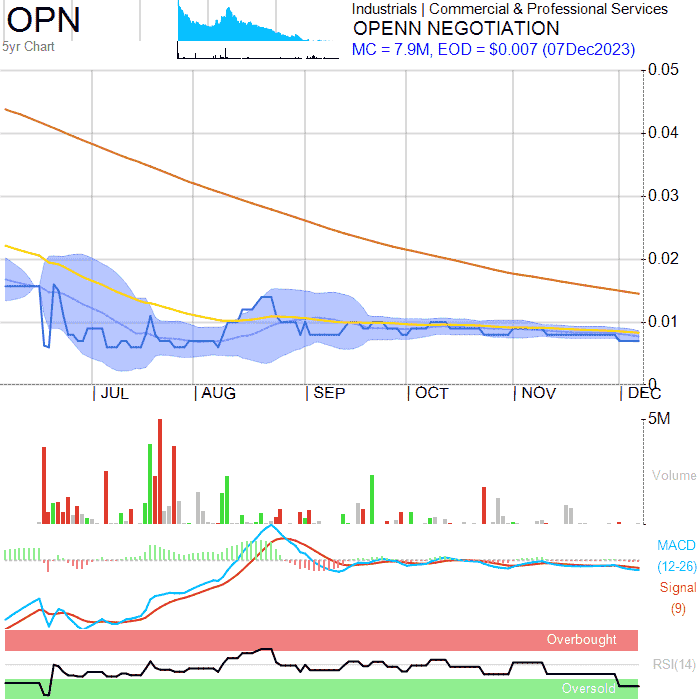 OPN
5yr Chart
Industrials | Commercial & Professional Services
OPENN NEGOTIATION
MC = 7.9M, EOD = $0.007 (07Dec2023)
0.05
0.04
0.03
0.02
0.01
0
JUL
AUG
SEP
OCT
NOV
DEC
5M
Volume
MACD
(12-26)
Signal
(9)
Overbought
RSI(14)
Oversold